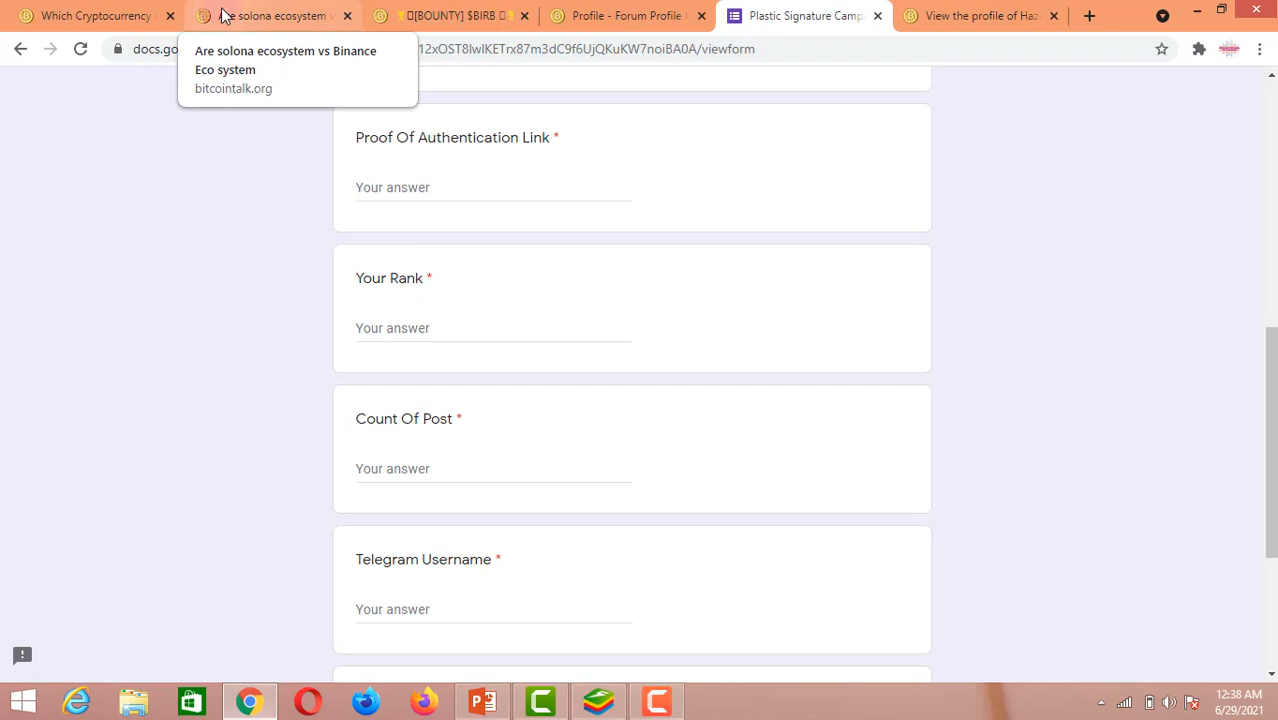 Which Cryptocurrency
Are solona ecosystem v
[BOUNTY] $BIRB
Profile - Forum Profile I
Plastic Signature Camp
View the profile of Haz
docs.go
12xOST8lwIKETrx87m3dC9f6UjQKuKW7noiBA0A/viewform
Are solona ecosystem vs Binance
Eco system
bitcointalk.org
Proof Of Authentication Link *
Your answer
Your Rank *
Your answer
Count Of Post *
Your answer
Telegram Username *
Your answer
12:38 AM
6/29/2021